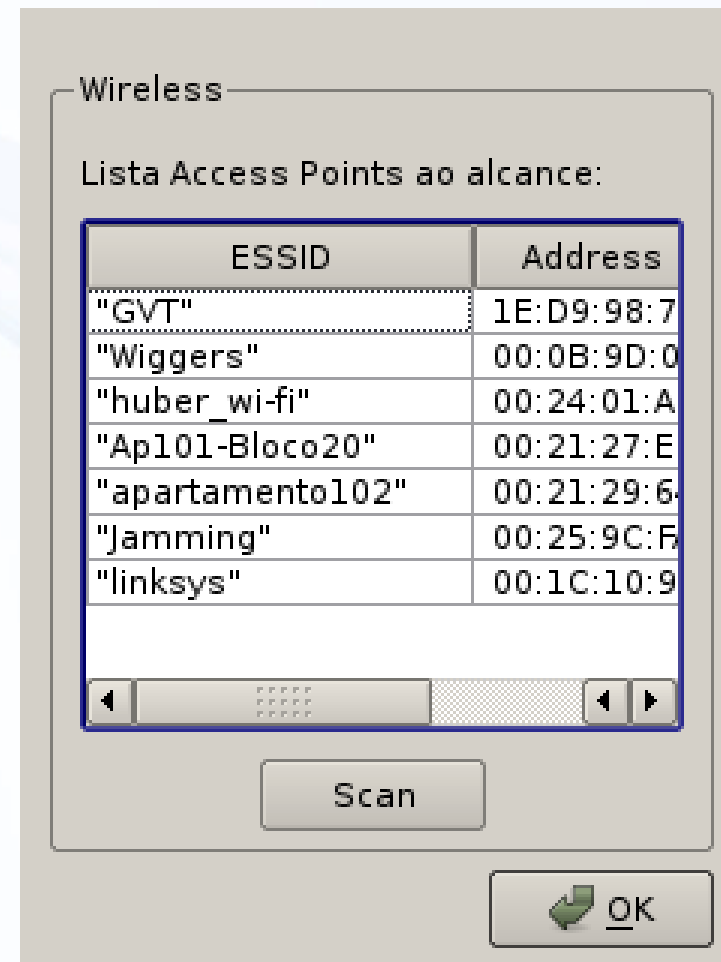 Wireless
Lista Access Points ao alcance:
ESSID Address
"GVT" 1E:D9:98:7
"Wiggers" 00:0B:9D:0
"huber_wi-fi" 00:24:01:A
"Ap101-Bloco20" 00:21:27:E
"apartamento102" 00:21:29:64
"Jamming" 00:25:9C:FA
"linksys" 00:1C:10:9
Scan
OK